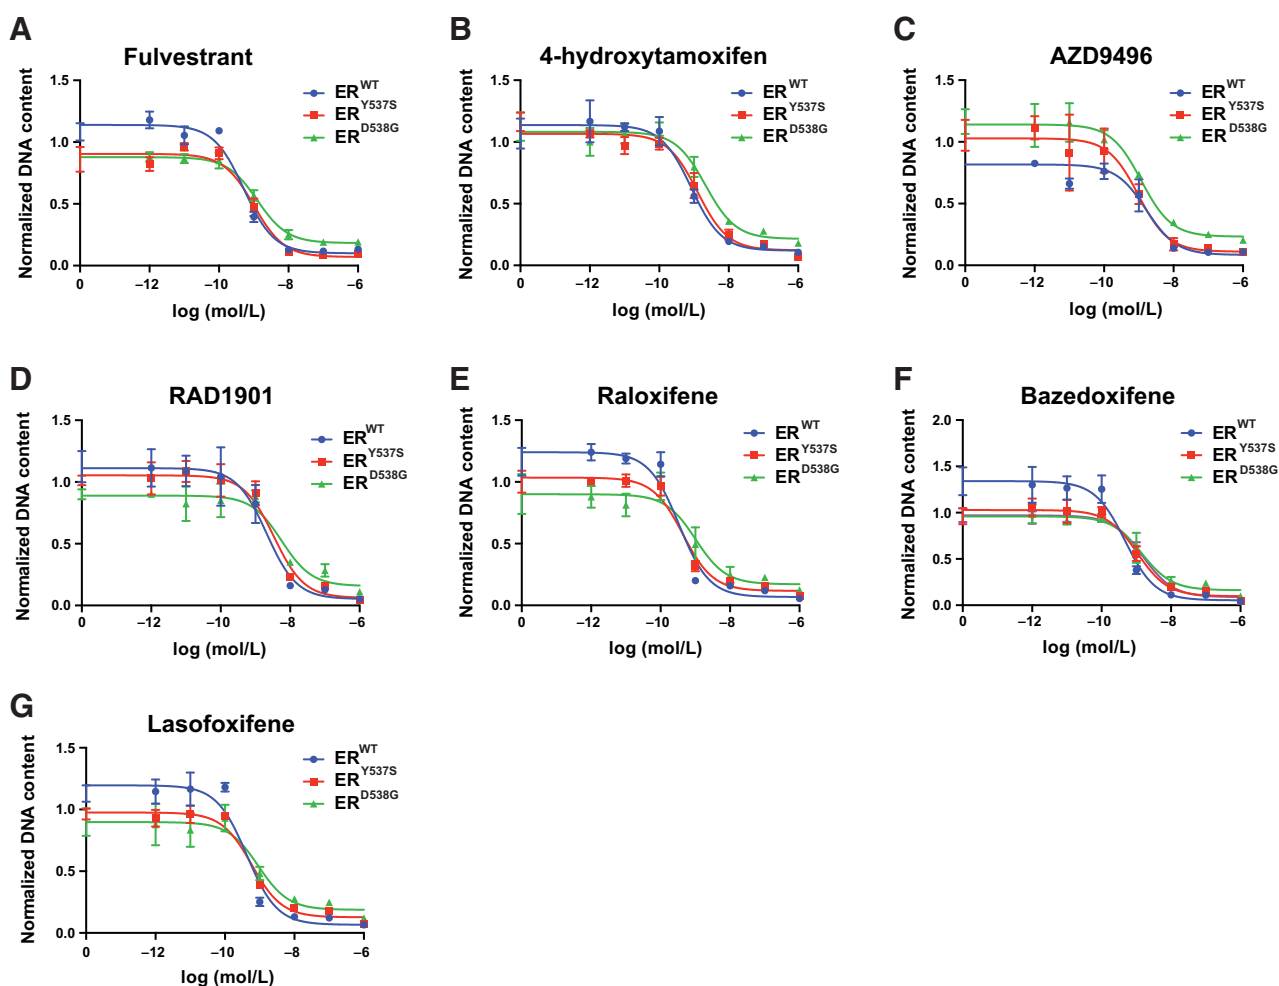 A
Fulvestrant
Normalized DNA content
1.5
1.0
0.5
0.0
0 −12 −10 −8 −6
log (mol/L)
ER WT
ER Y537S
ER D538G
B
4-hydroxytamoxifen
Normalized DNA content
1.5
1.0
0.5
0.0
0 −12 −10 −8 −6
log (mol/L)
ER WT
ER Y537S
ER D538G
C
AZD9496
Normalized DNA content
1.5
1.0
0.5
0.0
0 −12 −10 −8 −6
log (mol/L)
ER WT
ER Y537S
ER D538G
D
RAD1901
Normalized DNA content
1.5
1.0
0.5
0.0
0 −12 −10 −8 −6
log (mol/L)
ER WT
ER Y537S
ER D538G
E
Raloxifene
Normalized DNA content
1.5
1.0
0.5
0.0
0 −12 −10 −8 −6
log (mol/L)
ER WT
ER Y537S
ER D538G
F
Bazedoxifene
Normalized DNA content
2.0
1.5
1.0
0.5
0.0
0 −12 −10 −8 −6
log (mol/L)
ER WT
ER Y537S
ER D538G
G
Lasofoxifene
Normalized DNA content
1.5
1.0
0.5
0.0
0 −12 −10 −8 −6
log (mol/L)
ER WT
ER Y537S
ER D538G